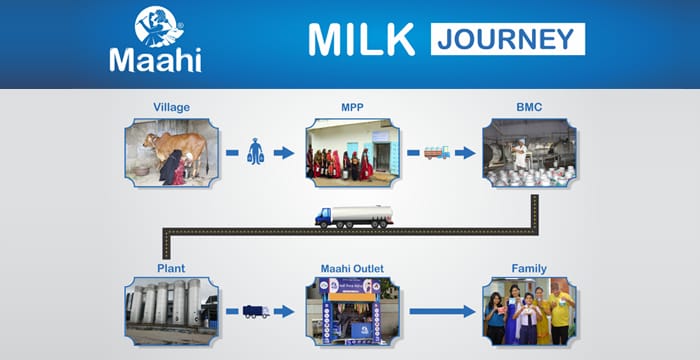 Maahi
®
MILK JOURNEY
Village
MPP
BMC
Plant
Maahi Outlet
Family